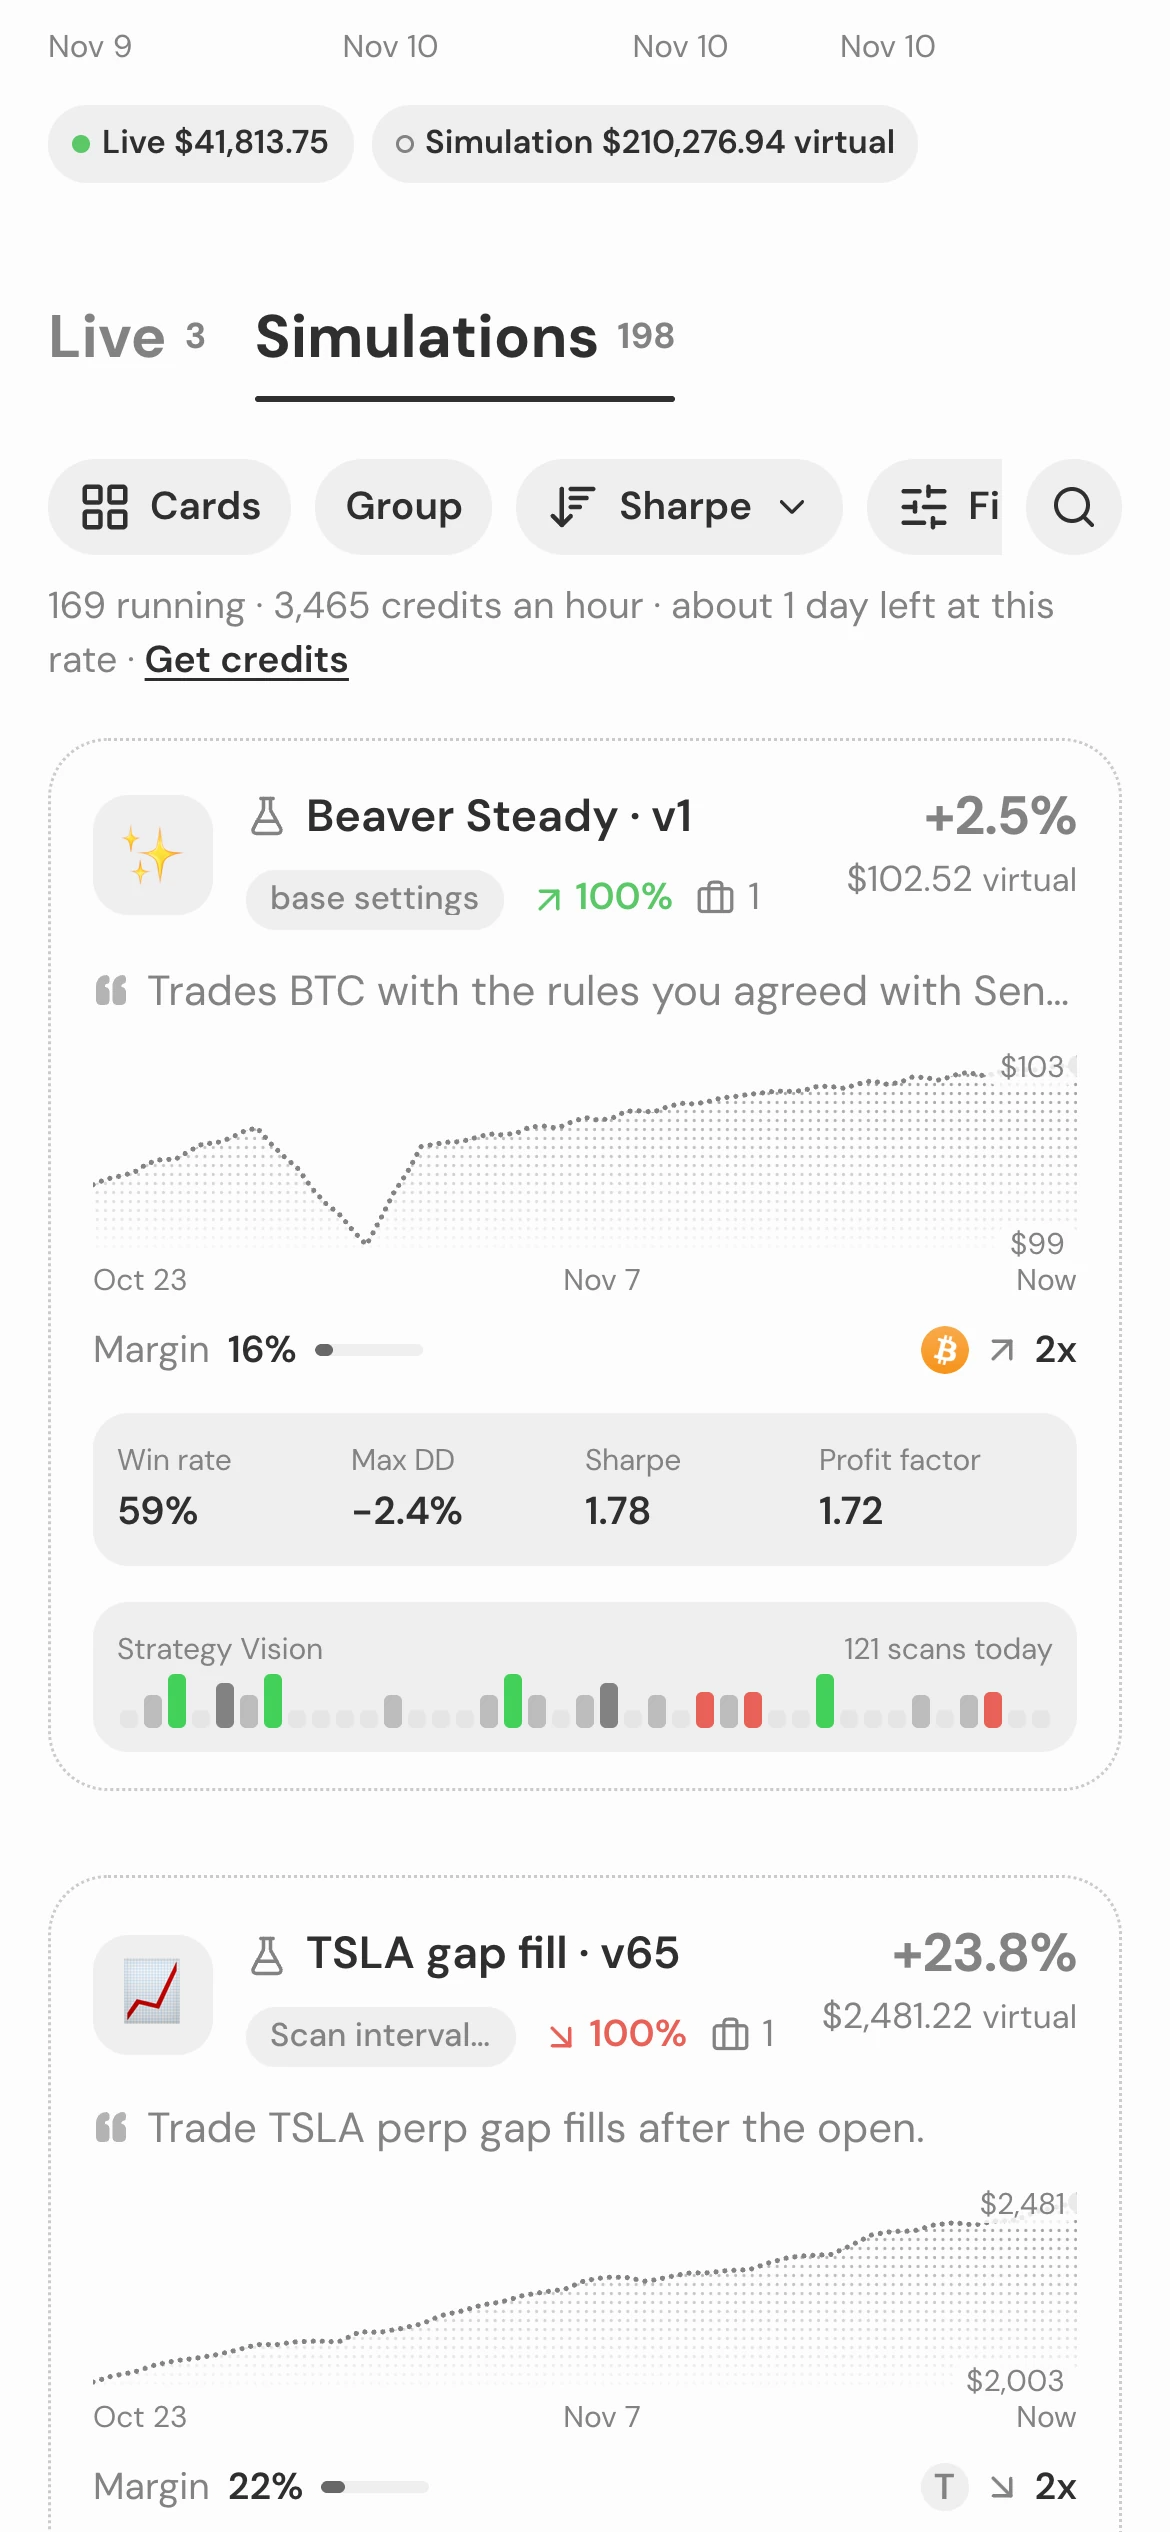 Nov 9 Nov 10 Nov 10 Nov 10
Live $41,813.75 Simulation $210,276.94 virtual
Live 3 Simulations 198
Cards Group Sharpe Fi
169 running · 3,465 credits an hour · about 1 day left at this
rate · Get credits
Beaver Steady · v1 +2.5%
base settings 100% 1 $102.52 virtual
Trades BTC with the rules you agreed with Sen...
$103
$99
Oct 23 Nov 7 Now
Margin 16% 2x
Win rate Max DD Sharpe Profit factor
59% -2.4% 1.78 1.72
Strategy Vision 121 scans today
TSLA gap fill · v65 +23.8%
Scan interval... 100% 1 $2,481.22 virtual
Trade TSLA perp gap fills after the open.
$2,481
$2,003
Oct 23 Nov 7 Now
Margin 22% T 2x